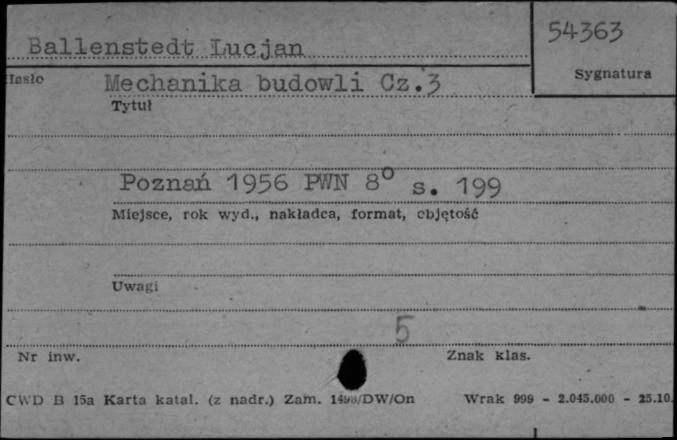 Ballenstedt Lucjan
54363
Hasło
Sygnatura
Mechanika budowli Cz.3
Tytuł
Poznań 1956 PWN 8° s. 199
Miejsce, rok wyd., nakładca, format, objętość
Uwagi
5
Nr inw.
Znak klas.
CWD B 15a Karta katal. (z nadr.) Zam. DW/On
Wrak 999 - 2.045.000 - 25.10.